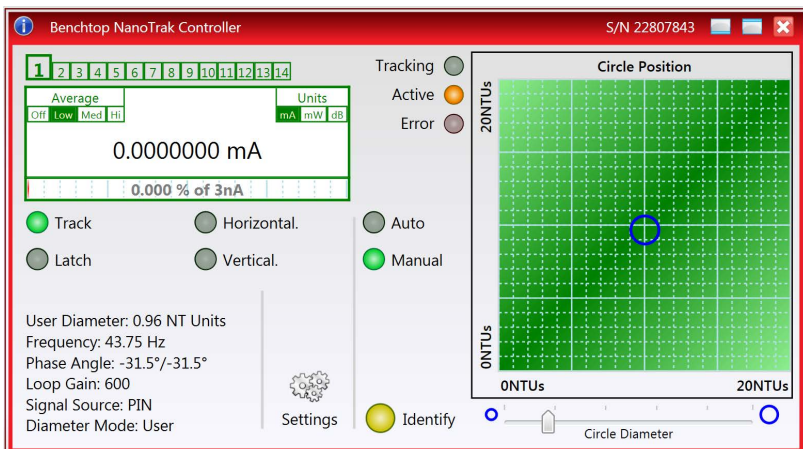 Benchtop NanoTrak Controller
S/N 22807843
1 2 3 4 5 6 7 8 9 10 11 12 13 14
Average
Off Low Med Hi
Units
mA mW dB
0.0000000 mA
0.000 % of 3nA
Tracking
Active
Error
Track
Horizontal.
Auto
Latch
Vertical.
Manual
User Diameter: 0.96 NT Units
Frequency: 43.75 Hz
Phase Angle: -31.5°/-31.5°
Loop Gain: 600
Signal Source: PIN
Diameter Mode: User
Settings
Identify
Circle Position
20NTUs
0NTUs
0NTUs
20NTUs
Circle Diameter